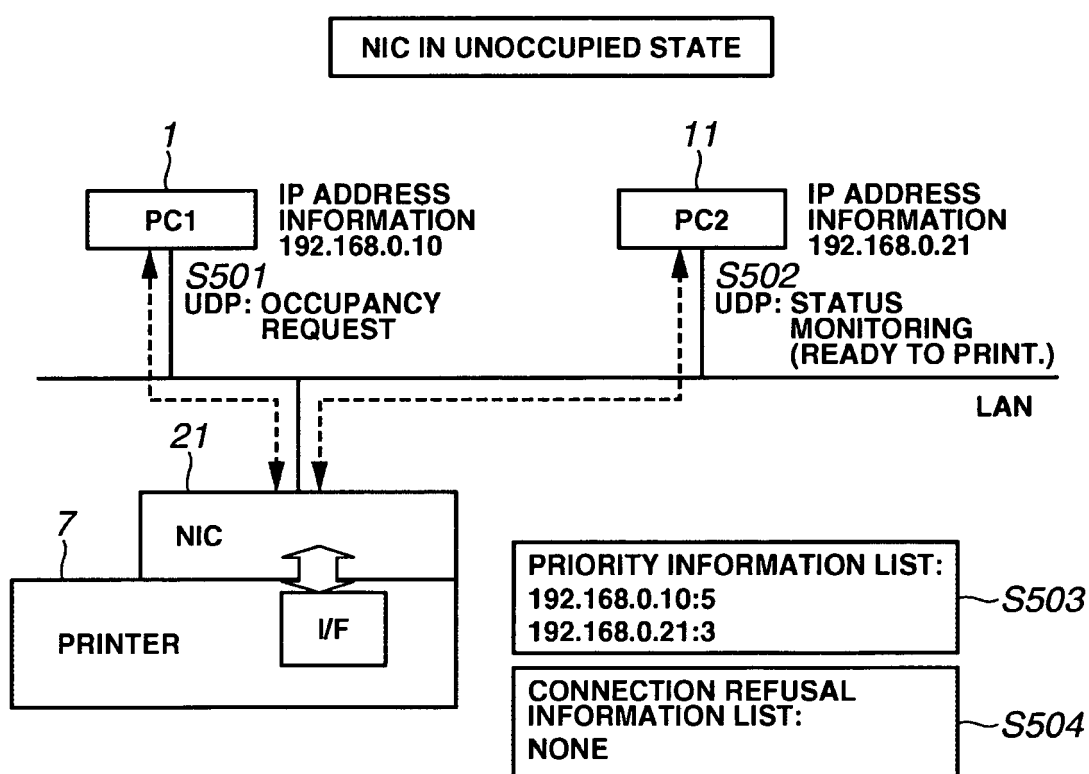 NIC IN UNOCCUPIED STATE
1
11
PC1
IP ADDRESS
INFORMATION
192.168.0.10
PC2
IP ADDRESS
INFORMATION
192.168.0.21
S501
UDP: OCCUPANCY
REQUEST
S502
UDP: STATUS
MONITORING
(READY TO PRINT.)
LAN
21
NIC
7
PRINTER
I/F
PRIORITY INFORMATION LIST:
192.168.0.10:5
192.168.0.21:3
S503
CONNECTION REFUSAL
INFORMATION LIST:
NONE
S504